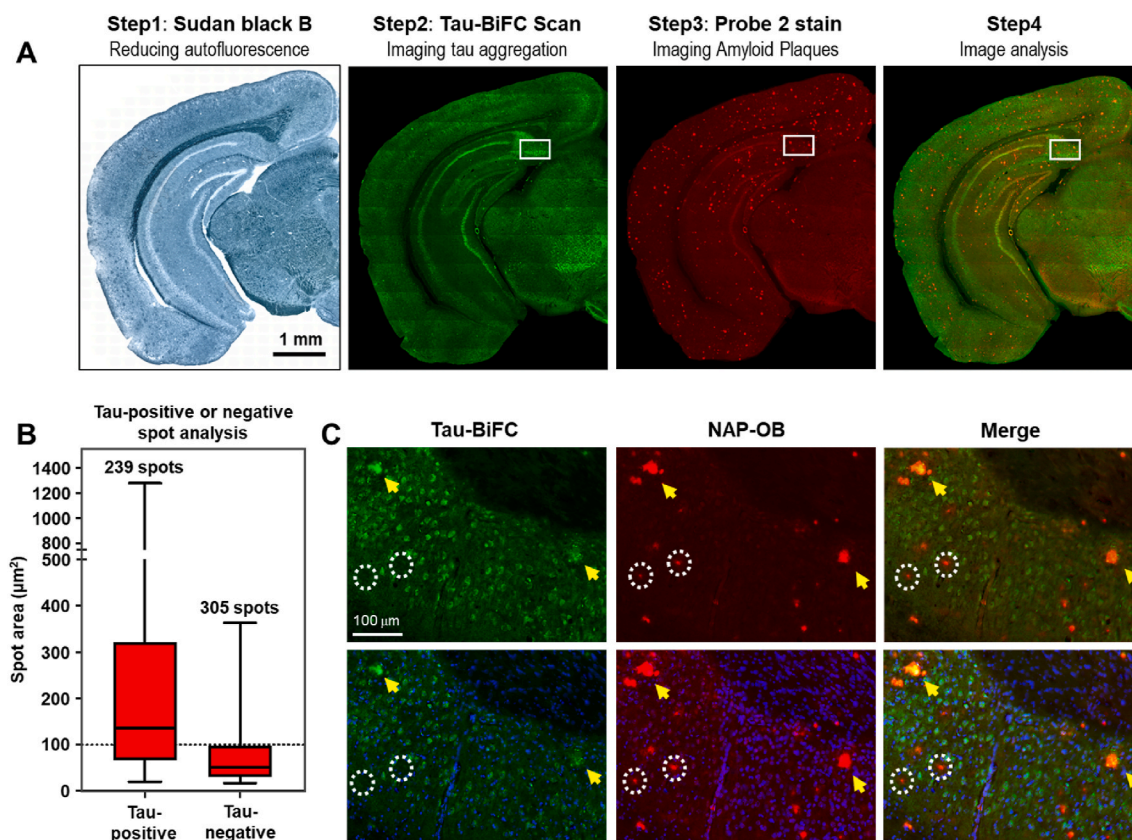 A
Step1: Sudan black B
Reducing autofluorescence
Step2: Tau-BiFC Scan
Imaging tau aggregation
Step3: Probe 2 stain
Imaging Amyloid Plaques
Step4
Image analysis
1 mm
B
Tau-positive or negative
spot analysis
Spot area (µm²)
1400
1200
1000
800
500
400
300
200
100
0
239 spots
305 spots
Tau-
positive
Tau-
negative
C
Tau-BiFC
NAP-OB
Merge
100 µm